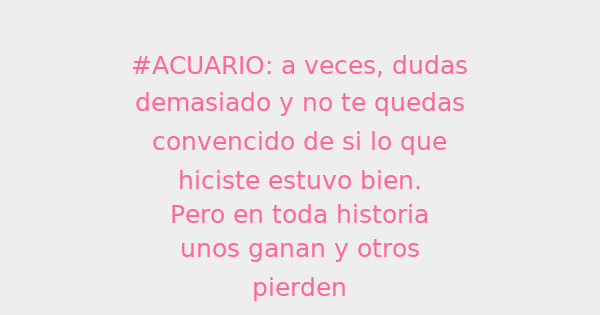 #ACUARIO: a veces, dudas
demasiado y no te quedas
convencido de si lo que
hiciste estuvo bien.
Pero en toda historia
unos ganan y otros
pierden